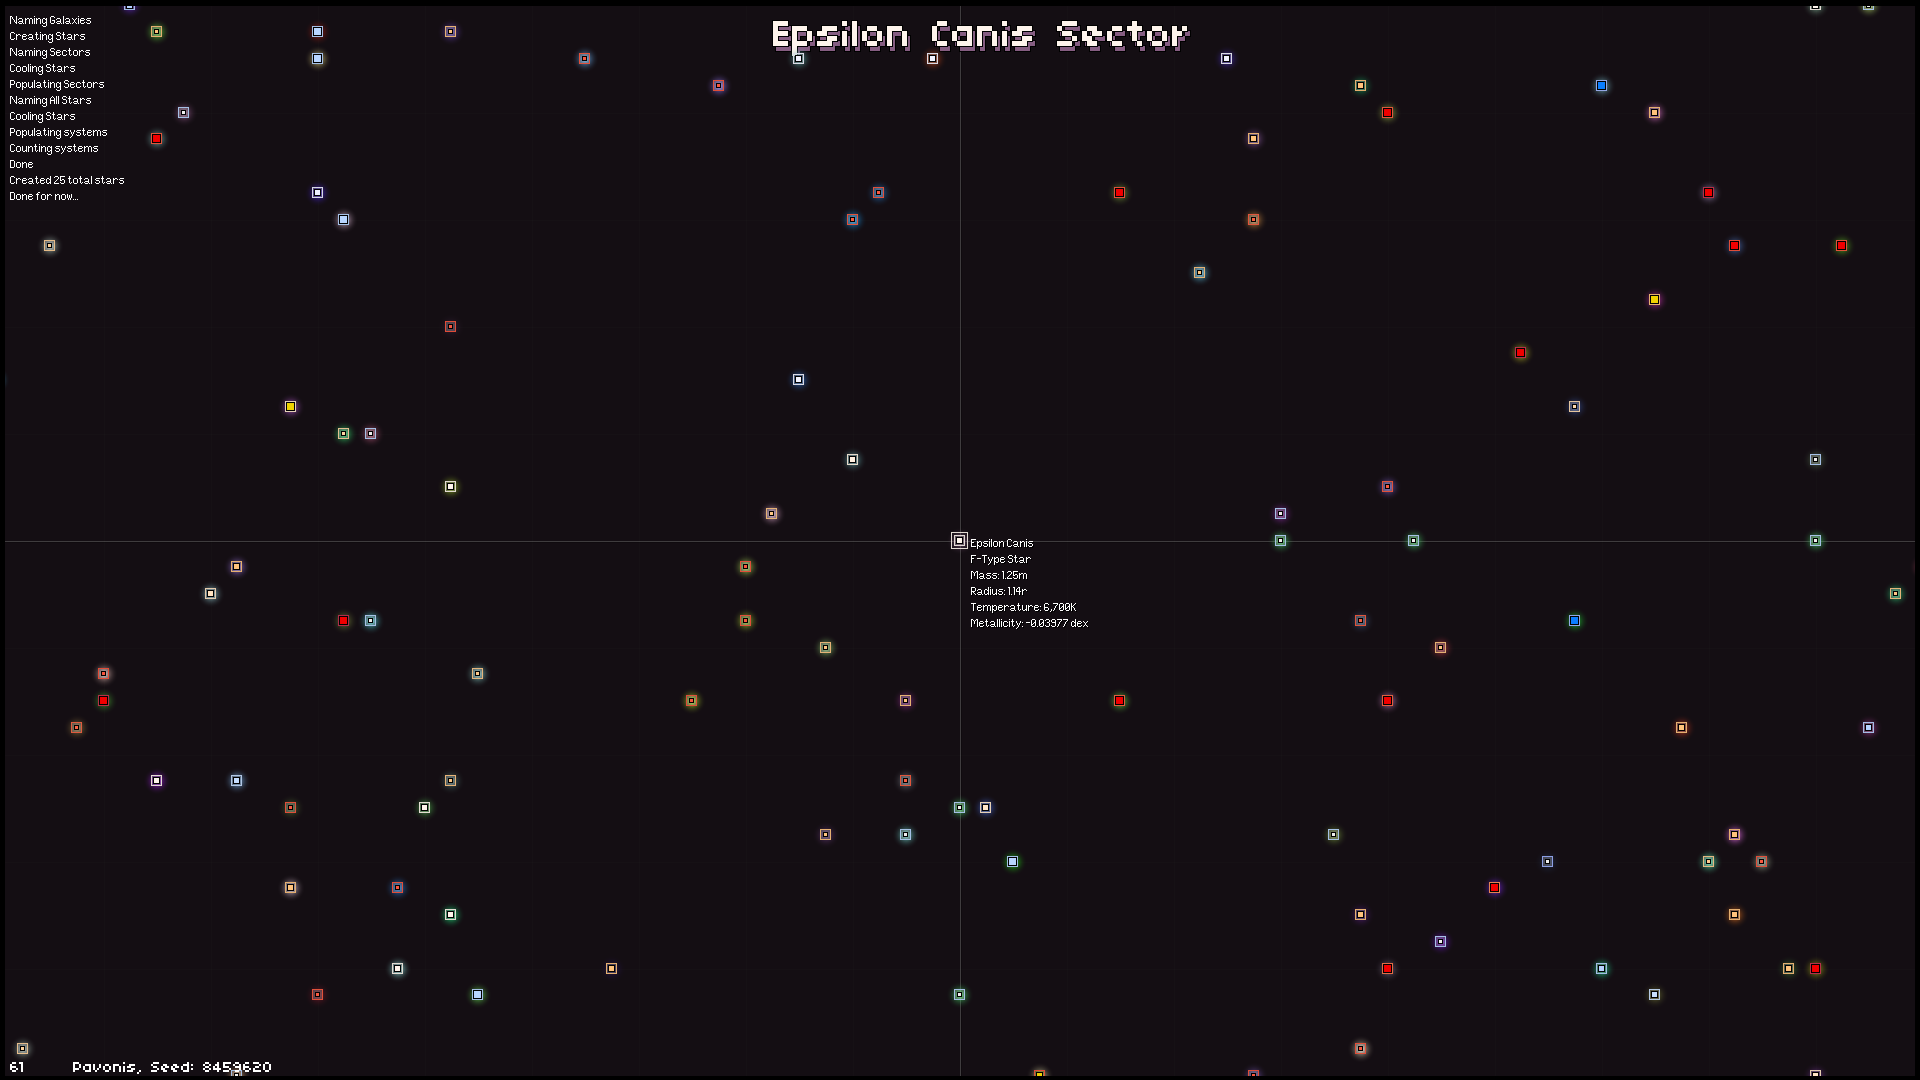 Epsilon Canis Sector
Naming Galaxies
Creating Stars
Naming Sectors
Cooling Stars
Populating Sectors
Naming All Stars
Cooling Stars
Populating systems
Counting systems
Done
Created 25 total stars
Done for now...
Epsilon Canis
F-Type Star
Mass: 1.25m
Radius: 1.14r
Temperature: 6,700K
Metallicity: -0.03977 dex
61
Pavonis, Seed: 8459620